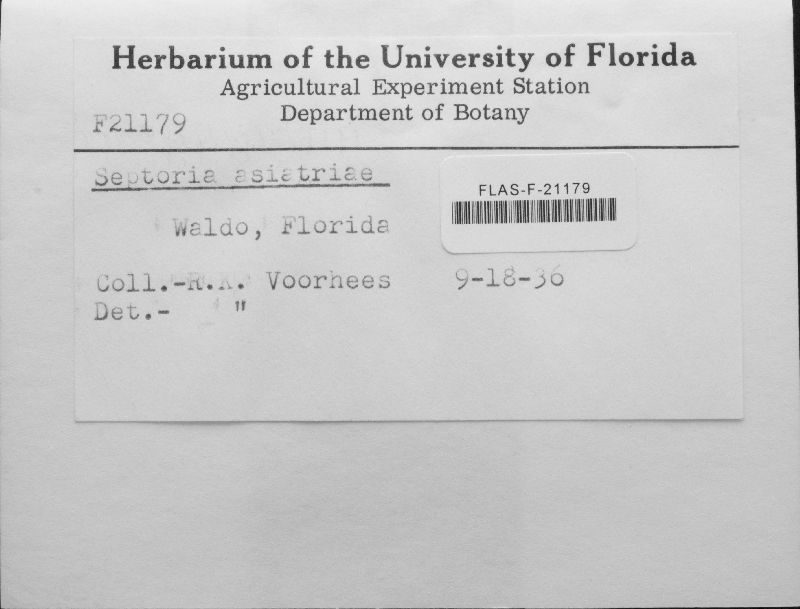 Herbarium of the University of Florida
Agricultural Experiment Station
Department of Botany
F21179
Septoria asiatriae
FLAS-F-21179
Waldo, Florida
Coll.-R.K. Voorhees 9-18-36
Det.- "